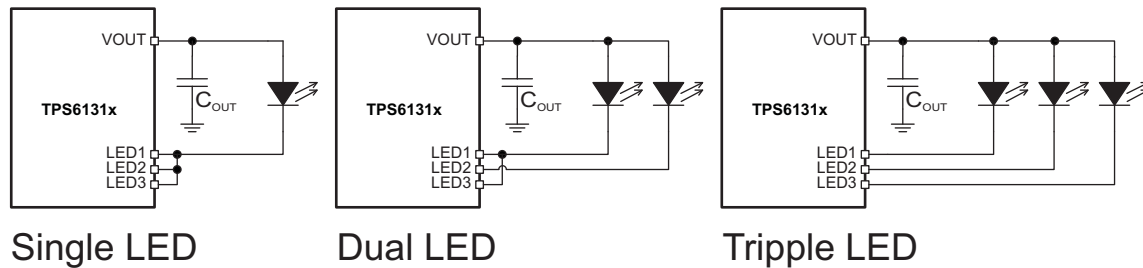 VOUT
TPS6131x
COUT
LED1
LED2
LED3
Single LED
VOUT
TPS6131x
COUT
LED1
LED2
LED3
Dual LED
VOUT
TPS6131x
COUT
LED1
LED2
LED3
Tripple LED